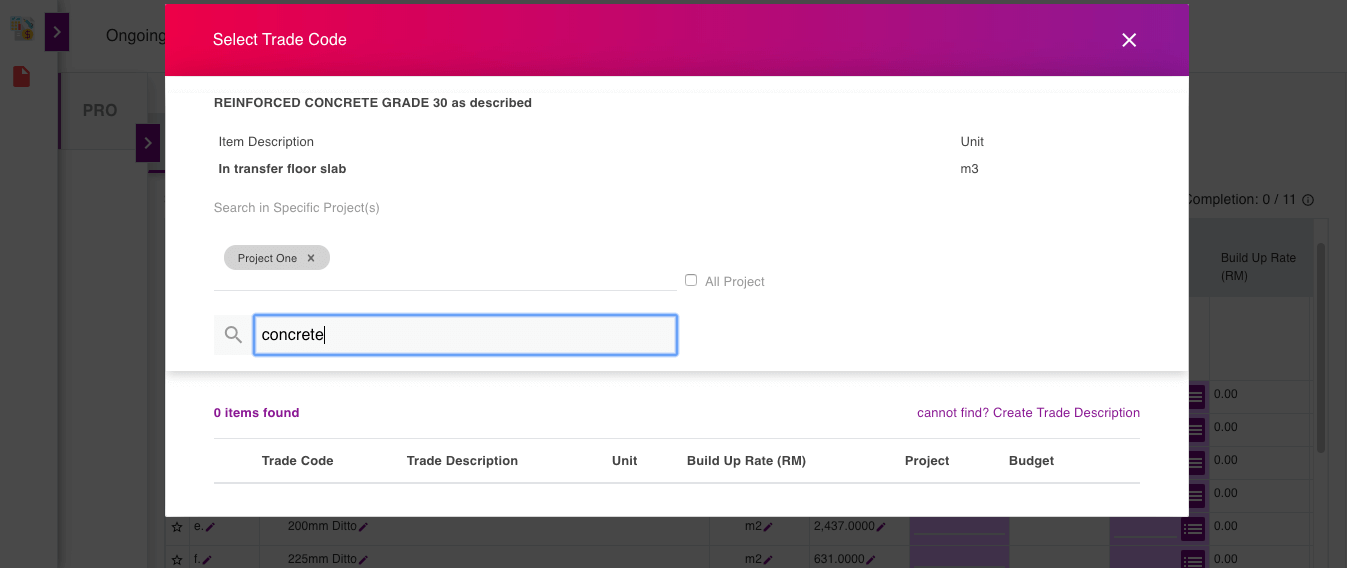 Ongoing
Select Trade Code
PRO
REINFORCED CONCRETE GRADE 30 as described
Item Description Unit
In transfer floor slab m3
Search in Specific Project(s)
ompletion: 0 / 11
Project One x
All Project
Build Up Rate
(RM)
concrete
0.00
0 items found cannot find? Create Trade Description
0.00
Trade Code Trade Description Unit Build Up Rate (RM) Project Budget
0.00
0.00
e. 200mm Ditto m2 2,437.0000 0.00
f. 225mm Ditto m2 631.0000 0.00